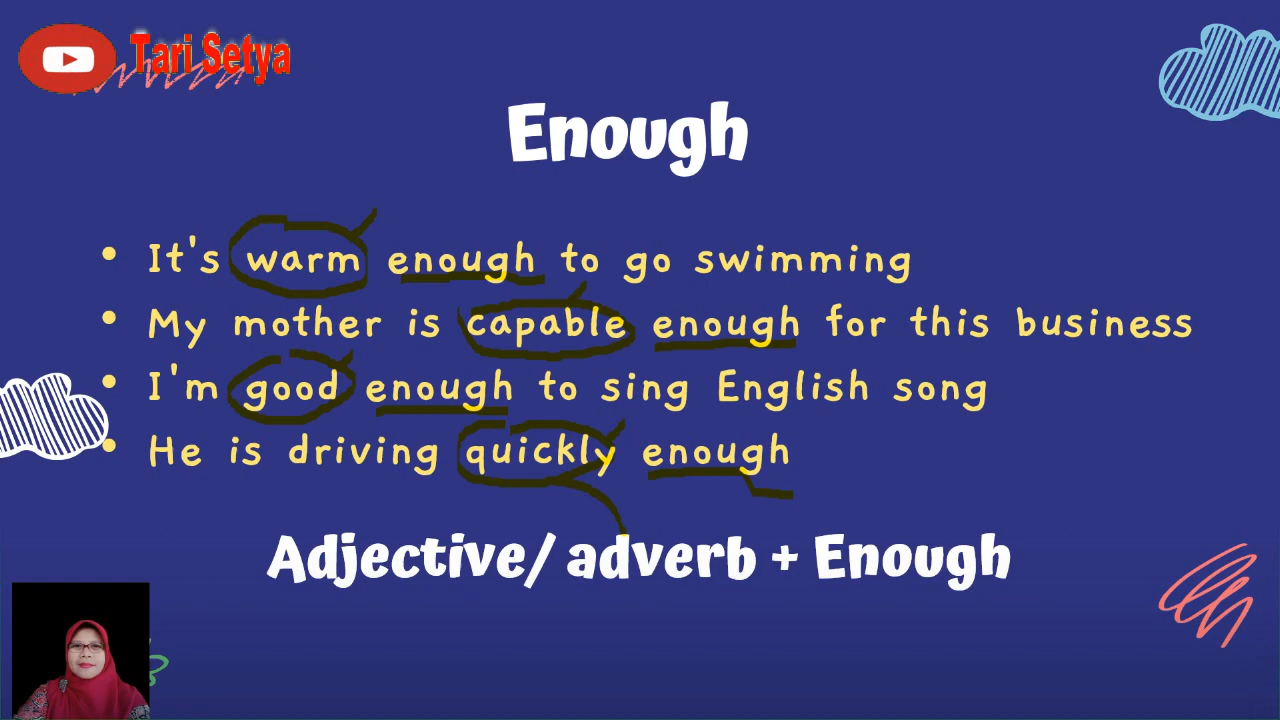 Tari Setya
Enough
• It's warm enough to go swimming
• My mother is capable enough for this business
• I'm good enough to sing English song
• He is driving quickly enough
Adjective/ adverb + Enough